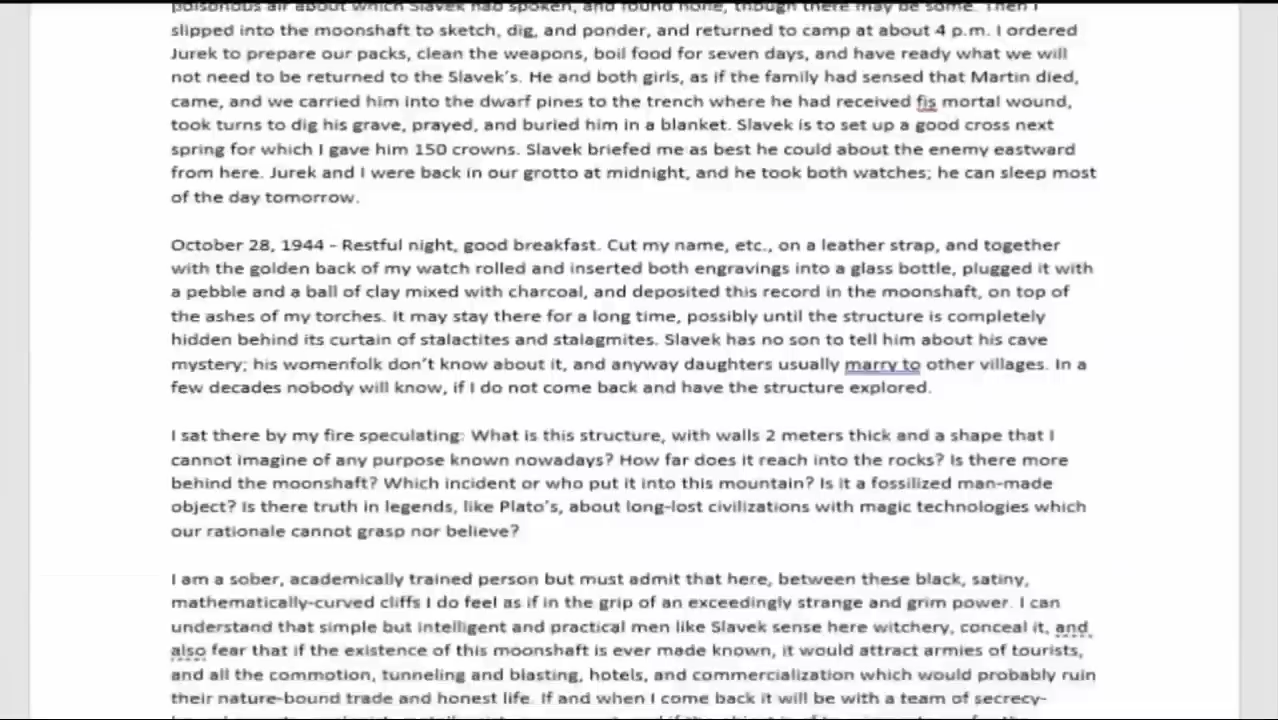 poisonous air about which Slavek had spoken, and found none, though there may be some. Then I
slipped into the moonshaft to sketch, dig, and ponder, and returned to camp at about 4 p.m. I ordered
Jurek to prepare our packs, clean the weapons, boil food for seven days, and have ready what we will
not need to be returned to the Slavek's. He and both girls, as if the family had sensed that Martin died,
came, and we carried him into the dwarf pines to the trench where he had received fis mortal wound,
took turns to dig his grave, prayed, and buried him in a blanket. Slavek is to set up a good cross next
spring for which I gave him 150 crowns. Slavek briefed me as best he could about the enemy eastward
from here. Jurek and I were back in our grotto at midnight, and he took both watches; he can sleep most
of the day tomorrow.
October 28, 1944 - Restful night, good breakfast. Cut my name, etc., on a leather strap, and together
with the golden back of my watch rolled and inserted both engravings into a glass bottle, plugged it with
a pebble and a ball of clay mixed with charcoal, and deposited this record in the moonshaft, on top of
the ashes of my torches. It may stay there for a long time, possibly until the structure is completely
hidden behind its curtain of stalactites and stalagmites. Slavek has no son to tell him about his cave
mystery; his womenfolk don't know about it, and anyway daughters usually marry to other villages. In a
few decades nobody will know, if I do not come back and have the structure explored.
I sat there by my fire speculating: What is this structure, with walls 2 meters thick and a shape that I
cannot imagine of any purpose known nowadays? How far does it reach into the rocks? Is there more
behind the moonshaft? Which incident or who put it into this mountain? Is it a fossilized man-made
object? Is there truth in legends, like Plato's, about long-lost civilizations with magic technologies which
our rationale cannot grasp nor believe?
I am a sober, academically trained person but must admit that here, between these black, satiny,
mathematically-curved cliffs I do feel as if in the grip of an exceedingly strange and grim power. I can
understand that simple but intelligent and practical men like Slavek sense here witchery, conceal it, and
also fear that if the existence of this moonshaft is ever made known, it would attract armies of tourists,
and all the commotion, tunneling and blasting, hotels, and commercialization which would probably ruin
their nature-bound trade and honest life. If and when I come back it will be with a team of secrecy-